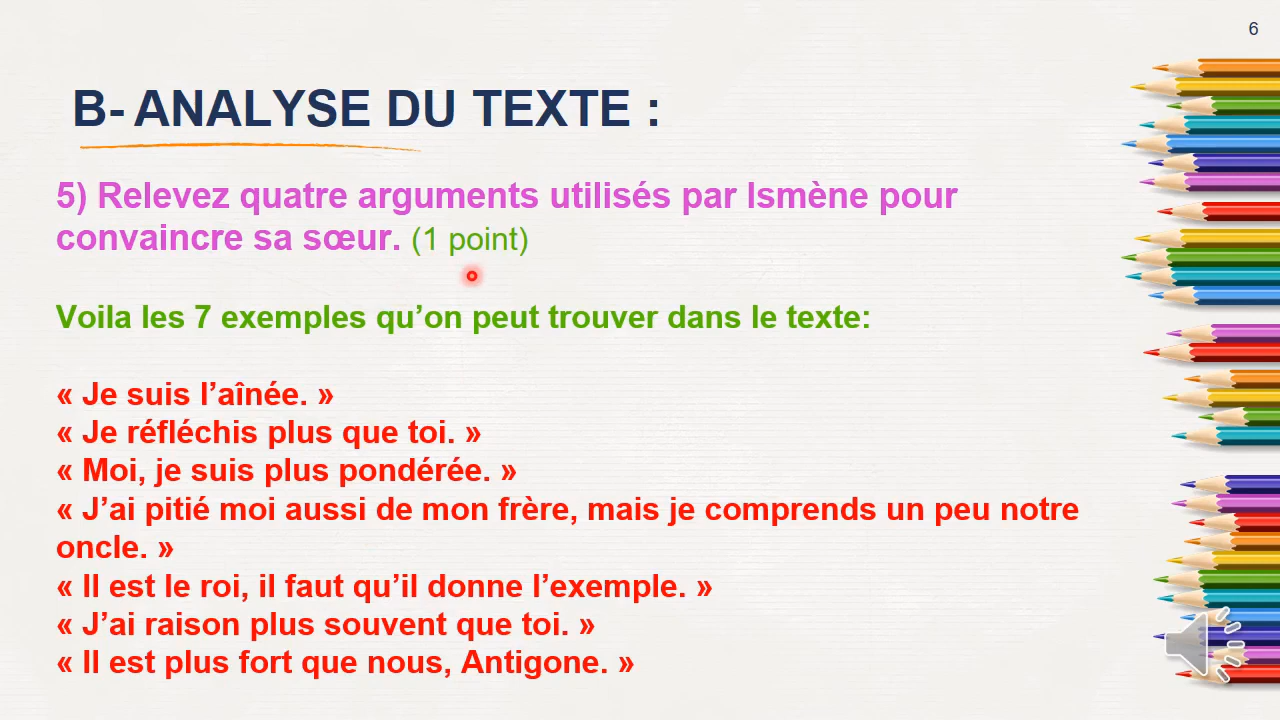 6
B- ANALYSE DU TEXTE :
5) Relevez quatre arguments utilisés par Ismène pour
convaincre sa sœur. (1 point)
Voila les 7 exemples qu’on peut trouver dans le texte:
« Je suis l’aînée. »
« Je réfléchis plus que toi. »
« Moi, je suis plus pondérée. »
« J’ai pitié moi aussi de mon frère, mais je comprends un peu notre
oncle. »
« Il est le roi, il faut qu’il donne l’exemple. »
« J’ai raison plus souvent que toi. »
« Il est plus fort que nous, Antigone. »